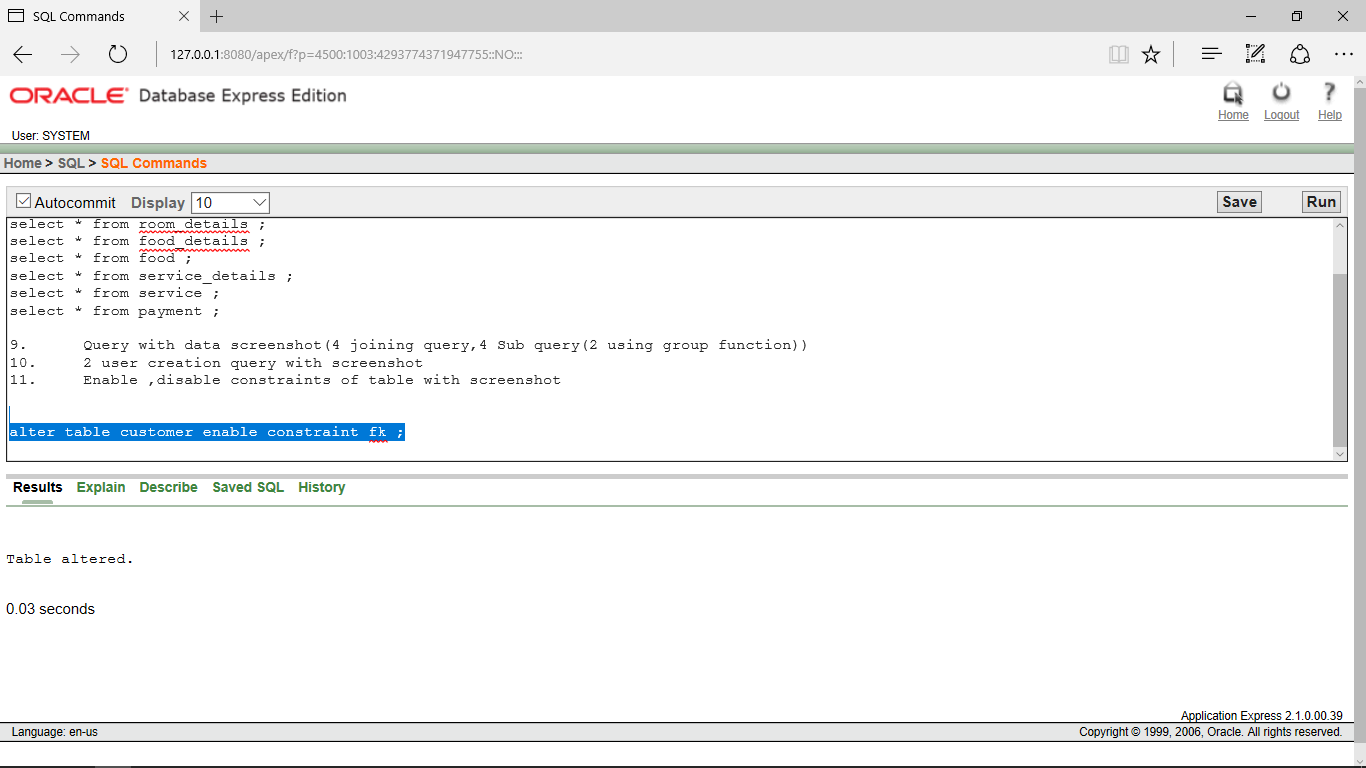 SQL Commands
127.0.0.1:8080/apex/f?p=4500:1003:4293774371947755::NO:::
ORACLE® Database Express Edition
Home Logout Help
User: SYSTEM
Home > SQL > SQL Commands
Autocommit Display 10 Save Run
select * from room_details ;
select * from food_details ;
select * from food ;
select * from service_details ;
select * from service ;
select * from payment ;
9. Query with data screenshot(4 joining query,4 Sub query(2 using group function))
10. 2 user creation query with screenshot
11. Enable ,disable constraints of table with screenshot
alter table customer enable constraint fk ;
Results Explain Describe Saved SQL History
Table altered.
0.03 seconds
Application Express 2.1.0.00.39
Language: en-us Copyright © 1999, 2006, Oracle. All rights reserved.